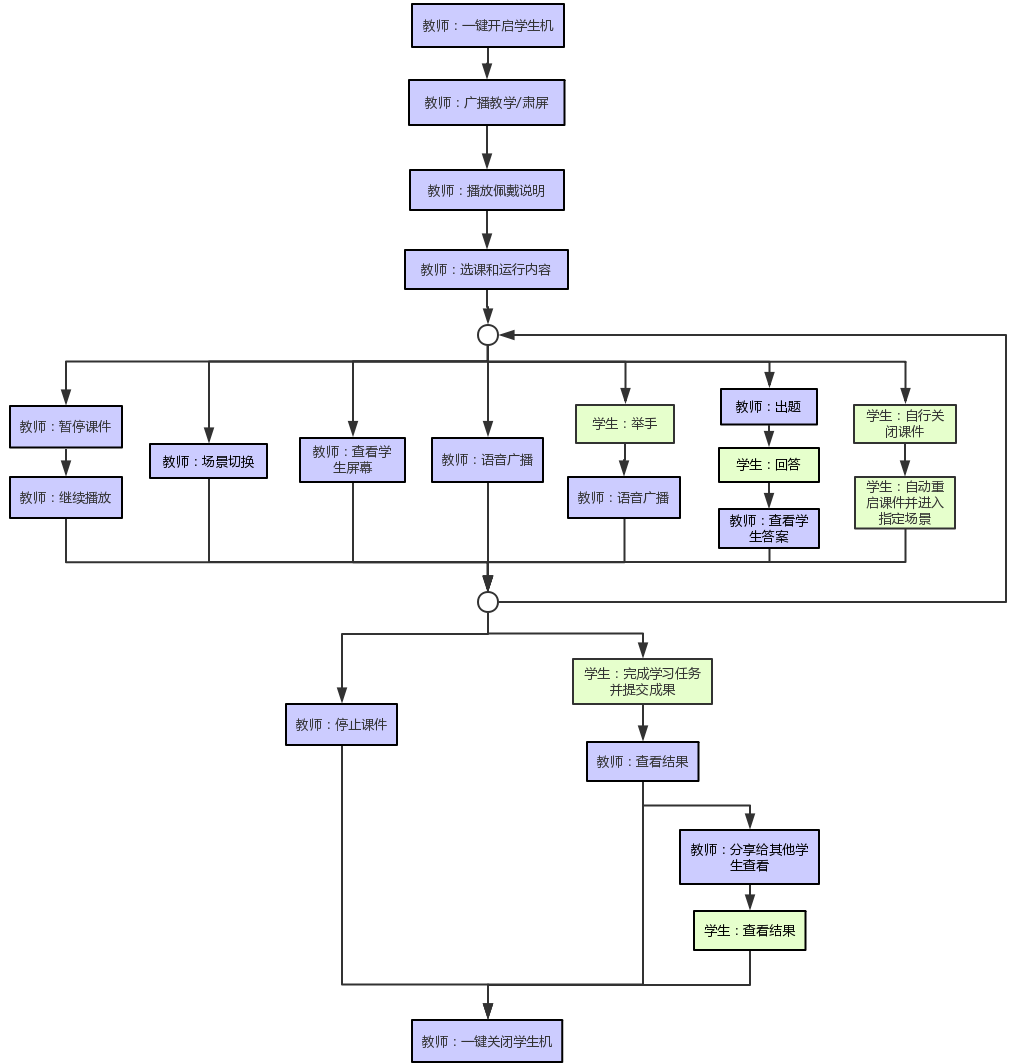 教师：一键开启学生机
教师：广播教学/肃屏
教师：播放佩戴说明
教师：选课和运行内容
教师：暂停课件
教师：继续播放
教师：场景切换
教师：查看学
生屏幕
教师：语音广播
学生：举手
教师：语音广播
教师：出题
学生：回答
教师：查看学
生答案
学生：自行关
闭课件
学生：自动重
启课件并进入
指定场景
教师：停止课件
学生：完成学习任务
并提交成果
教师：查看结果
教师：分享给其他学
生查看
学生：查看结果
教师：一键关闭学生机